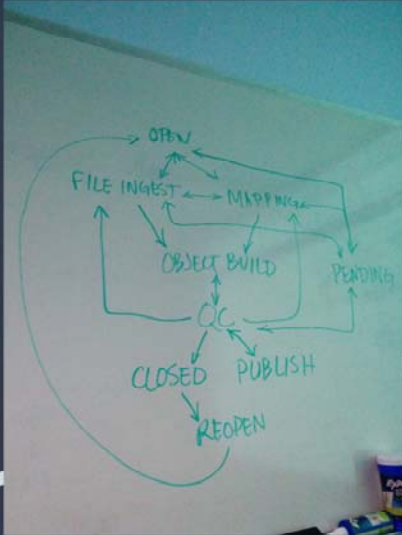 OPEN
FILE INGEST MAPPING
OBJECT BUILD PENDING
QC
CLOSED PUBLISH
REOPEN